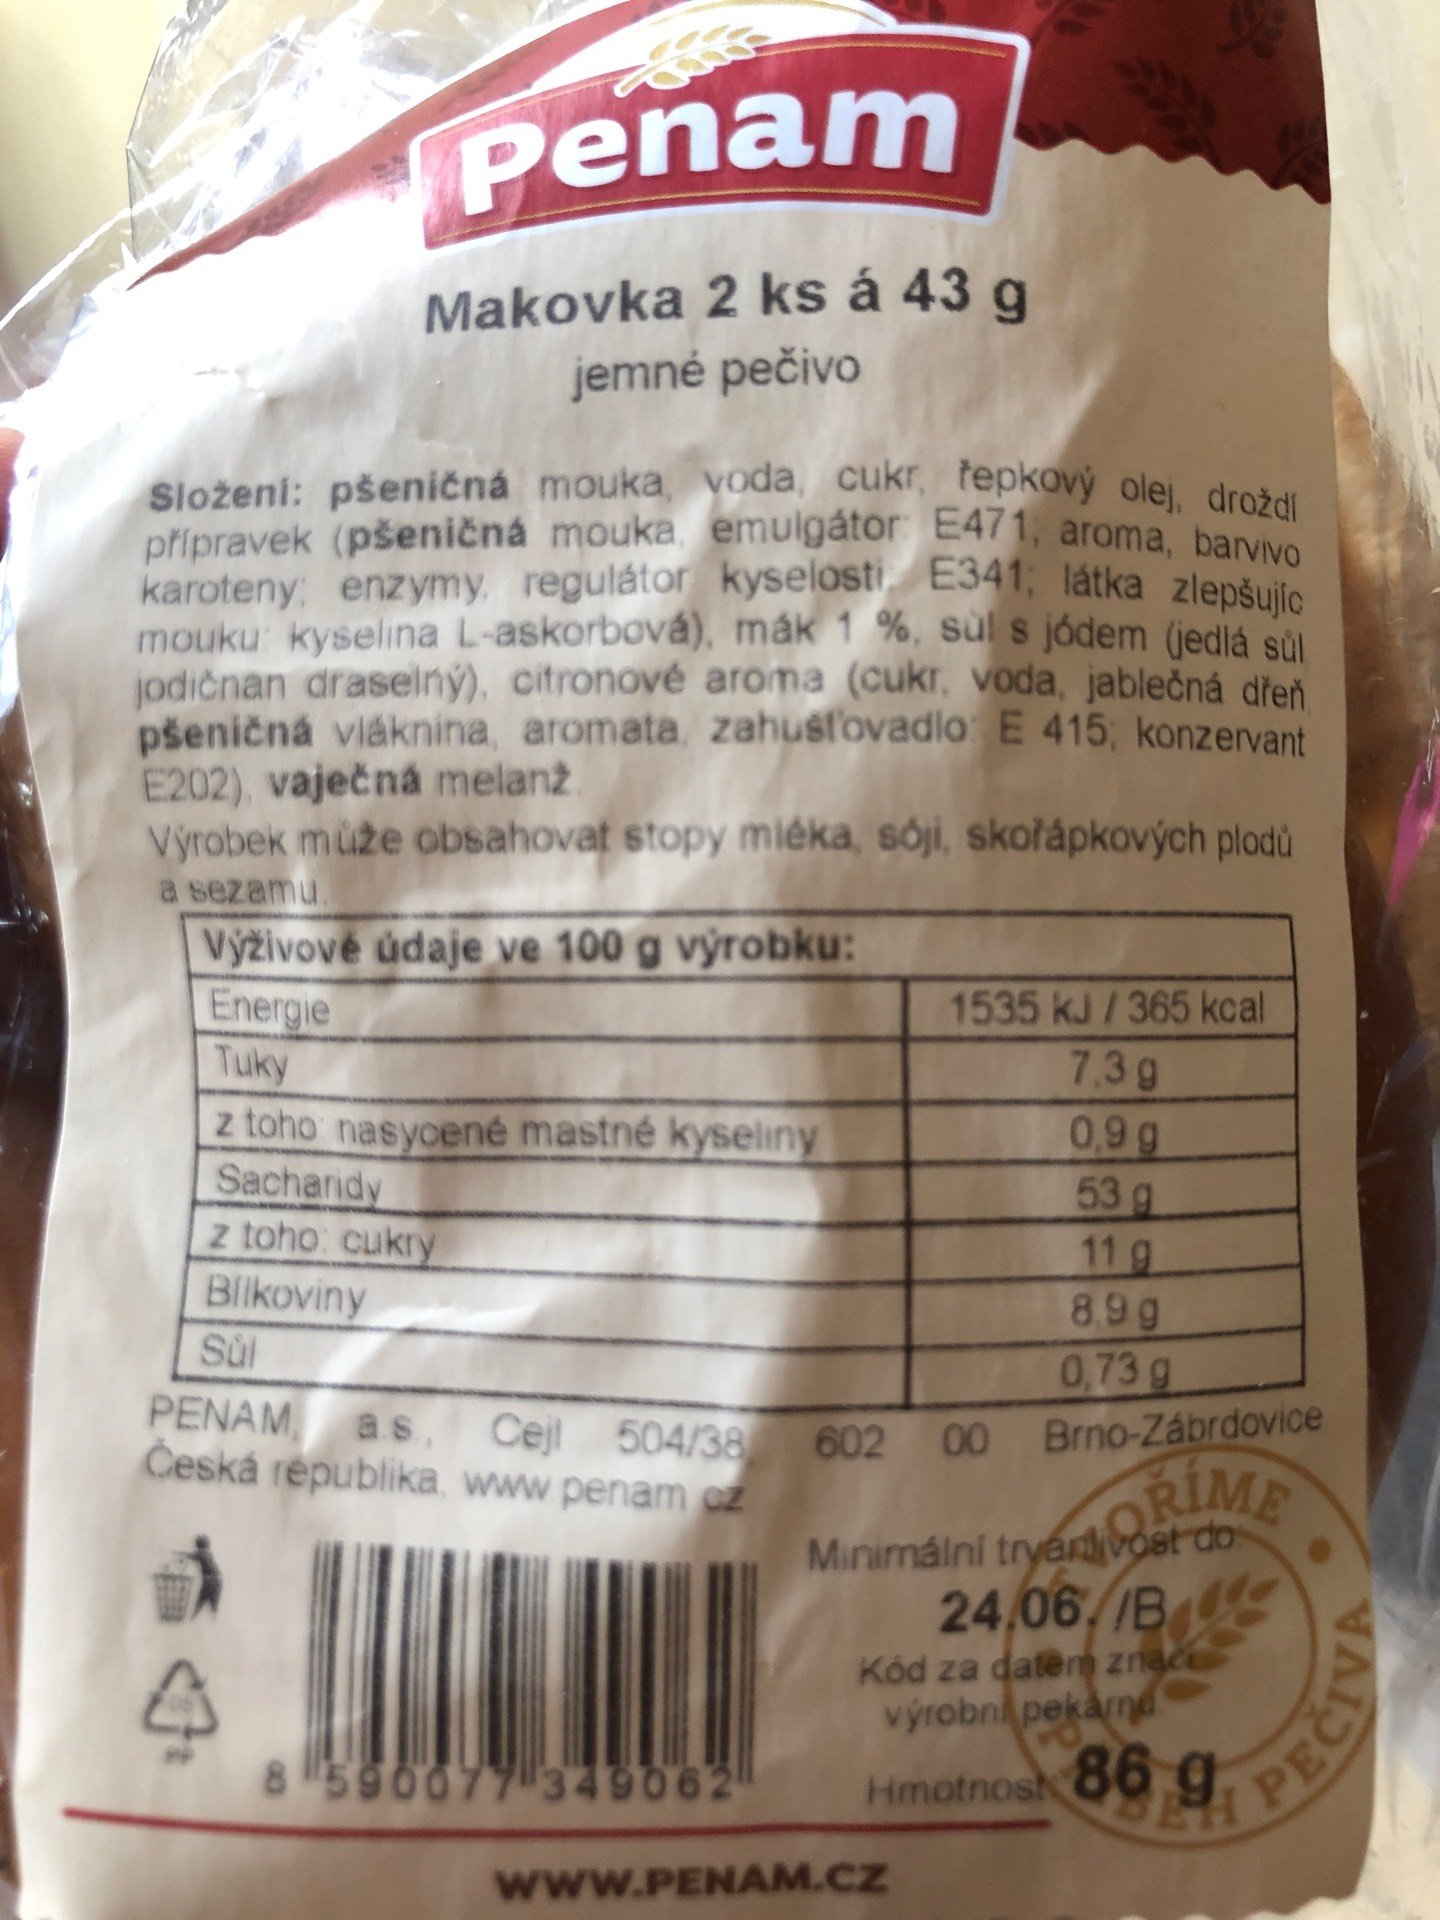 Penam
Makovka 2 ks á 43 g
jemné pečivo
Složení: pšeničná mouka, voda, cukr, řepkový olej, droždí
přípravek (pšeničná mouka, emulgátor: E471, aroma, barvivo
karoteny; enzymy, regulátor kyselosti: E341; látka zlepšujíc
mouku: kyselina L-askorbová), mák 1 %, sůl s jódem (jedlá sůl
jodičnan draselný), citronové aroma (cukr, voda, jablečná dřeň
pšeničná vláknina, aromata, zahušťovadlo: E 415; konzervant
E202), vaječná melanž.
Výrobek může obsahovat stopy mléka, sóji, skořápkových plodů
a sezamu.
Výživové údaje ve 100 g výrobku:
Energie 1535 kJ / 365 kcal
Tuky 7,3 g
z toho: nasycené mastné kyseliny 0,9 g
Sacharidy 53 g
z toho: cukry 11 g
Bílkoviny 8,9 g
Sůl 0,73 g
PENAM, a.s., Cejl 504/38, 602 00 Brno-Zábrdovice
Česká republika, www.penam.cz
Minimální trvanlivost do:
24.06. /B
Kód za datem značí
výrobní pekárnu.
Hmotnost: 86 g
TVOŘÍME • PŘÍBĚH PEČIVA •
PP
8 590077 349062
WWW.PENAM.CZ